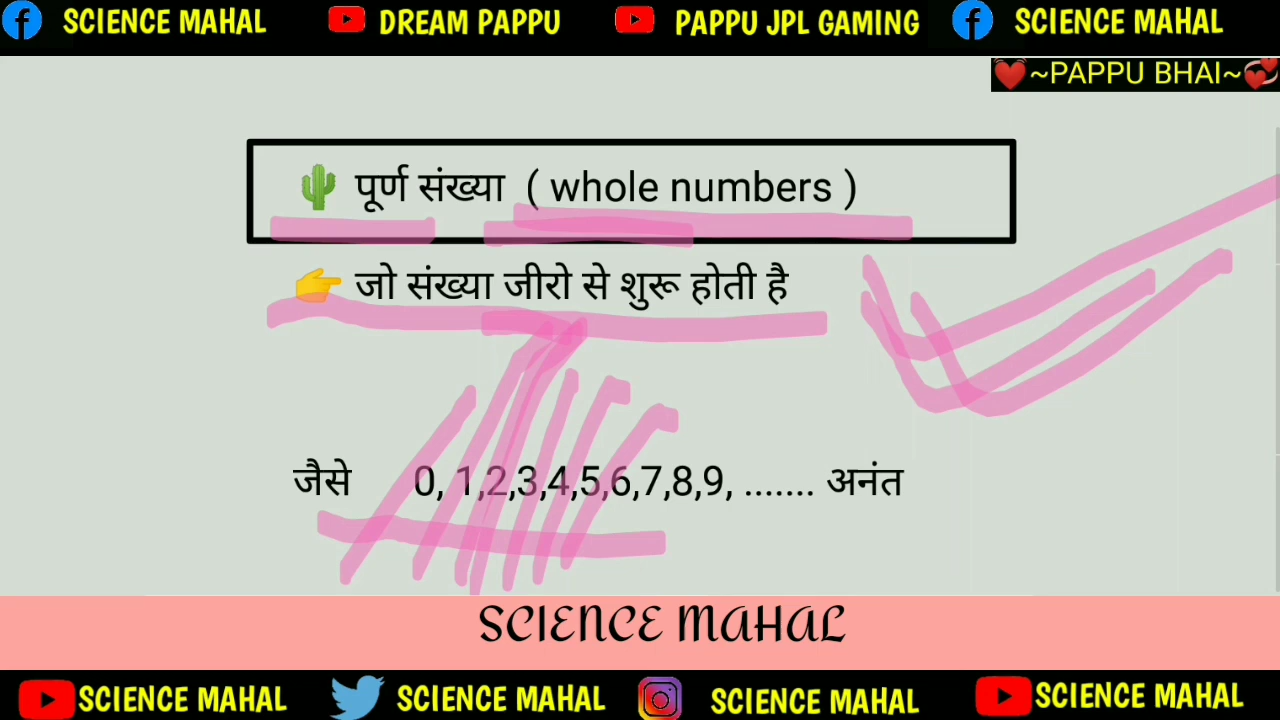 SCIENCE MAHAL DREAM PAPPU PAPPU JPL GAMING SCIENCE MAHAL
~PAPPU BHAI~
पूर्ण संख्या ( whole numbers )
जो संख्या जीरो से शुरू होती है
जैसे 0, 1,2,3,4,5,6,7,8,9, ....... अनंत
SCIENCE MAHAL
SCIENCE MAHAL SCIENCE MAHAL SCIENCE MAHAL SCIENCE MAHAL